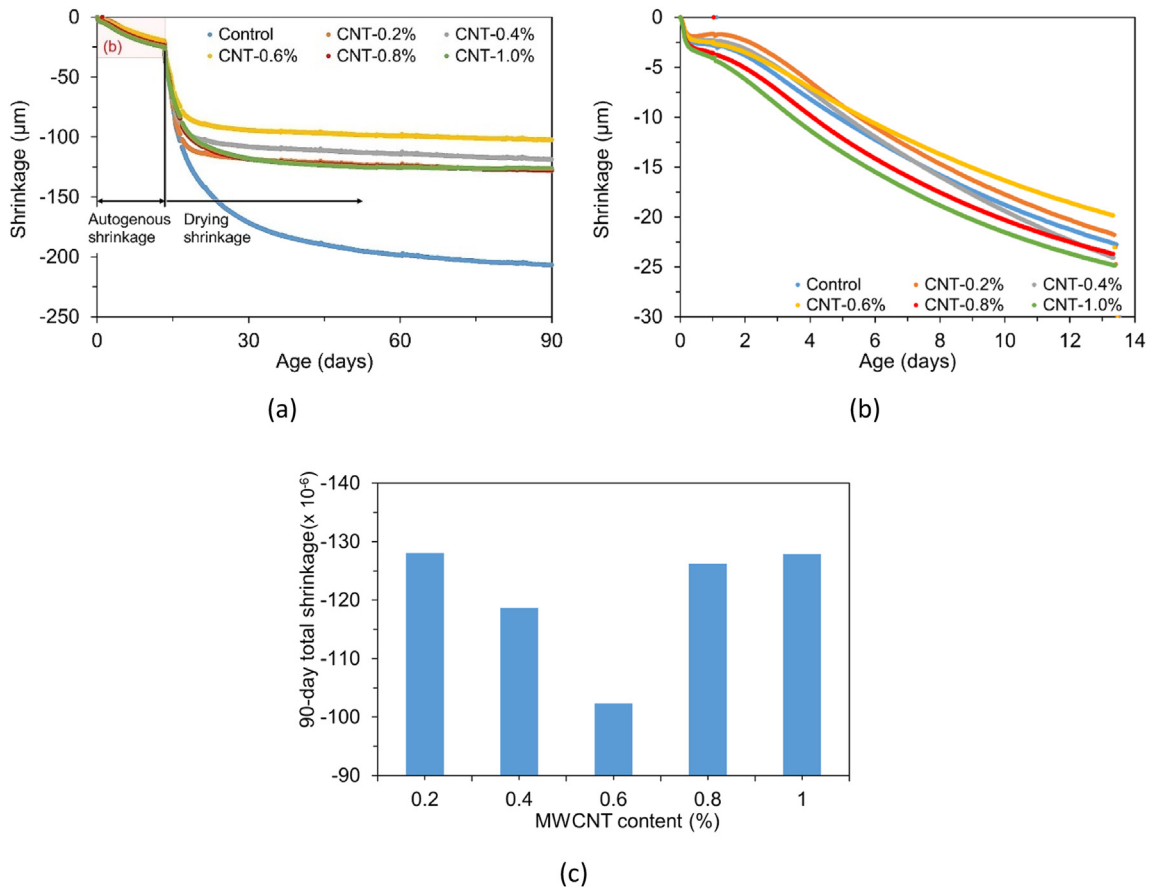 0
-50
-100
-150
-200
-250
Shrinkage (μm)
(b)
Control CNT-0.2% CNT-0.4%
CNT-0.6% CNT-0.8% CNT-1.0%
Autogenous
shrinkage
Drying
shrinkage
0 15 30 45 60 75 90
Age (days)
(a)
0
-5
-10
-15
-20
-25
-30
Shrinkage (μm)
Control CNT-0.2% CNT-0.4%
CNT-0.6% CNT-0.8% CNT-1.0%
0 2 4 6 8 10 12 14
Age (days)
(b)
-140
-130
-120
-110
-100
-90
90-day total shrinkage(x 10⁻⁶)
0.2 0.4 0.6 0.8 1
MWCNT content (%)
(c)